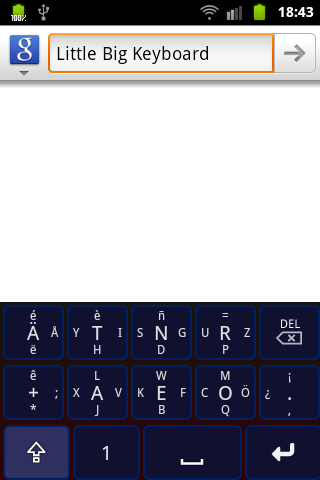 100% 18:43
g Little Big Keyboard
é è ñ = DEL
Ä Å Y T I S N G U R Z
ë H D P
ê L W M ¡
+ ; X A V K E F C O Ö ¿ .
* J B Q ,
1